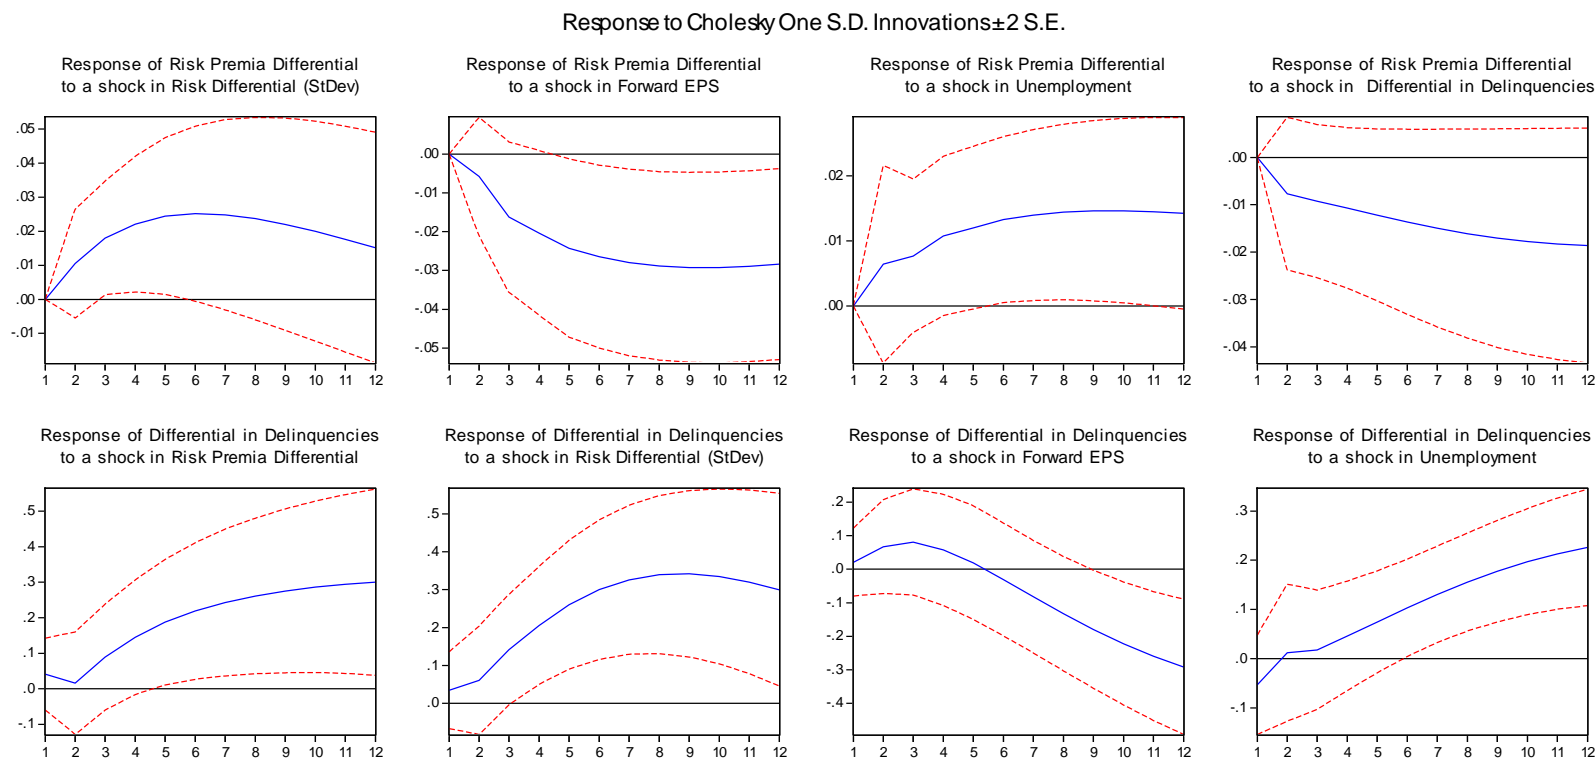 Response to Cholesky One S.D. Innovations ± 2 S.E.
Response of Risk Premia Differential
to a shock in Risk Differential (StDev)
.05
.04
.03
.02
.01
.00
-.01
1 2 3 4 5 6 7 8 9 10 11 12
Response of Risk Premia Differential
to a shock in Forward EPS
.00
-.01
-.02
-.03
-.04
-.05
1 2 3 4 5 6 7 8 9 10 11 12
Response of Risk Premia Differential
to a shock in Unemployment
.02
.01
.00
1 2 3 4 5 6 7 8 9 10 11 12
Response of Risk Premia Differential
to a shock in Differential in Delinquencies
.00
-.01
-.02
-.03
-.04
1 2 3 4 5 6 7 8 9 10 11 12
Response of Differential in Delinquencies
to a shock in Risk Premia Differential
.5
.4
.3
.2
.1
.0
-.1
1 2 3 4 5 6 7 8 9 10 11 12
Response of Differential in Delinquencies
to a shock in Risk Differential (StDev)
.5
.4
.3
.2
.1
.0
1 2 3 4 5 6 7 8 9 10 11 12
Response of Differential in Delinquencies
to a shock in Forward EPS
.2
.1
.0
-.1
-.2
-.3
-.4
1 2 3 4 5 6 7 8 9 10 11 12
Response of Differential in Delinquencies
to a shock in Unemployment
.3
.2
.1
.0
-.1
1 2 3 4 5 6 7 8 9 10 11 12